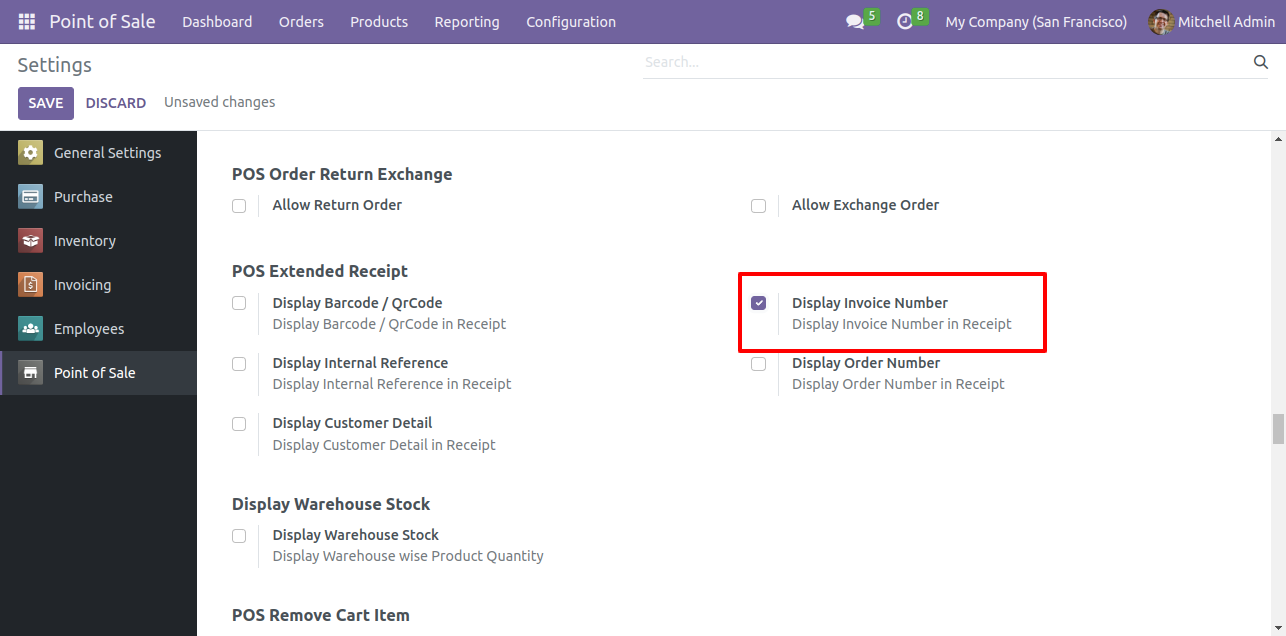 Point of Sale Dashboard Orders Products Reporting Configuration 5 8 My Company (San Francisco) Mitchell Admin
Settings
Search...
SAVE DISCARD Unsaved changes
General Settings
Purchase
Inventory
Invoicing
Employees
Point of Sale
POS Order Return Exchange
Allow Return Order
Allow Exchange Order
POS Extended Receipt
Display Barcode / QrCode
Display Barcode / QrCode in Receipt
Display Invoice Number
Display Invoice Number in Receipt
Display Internal Reference
Display Internal Reference in Receipt
Display Order Number
Display Order Number in Receipt
Display Customer Detail
Display Customer Detail in Receipt
Display Warehouse Stock
Display Warehouse Stock
Display Warehouse wise Product Quantity
POS Remove Cart Item